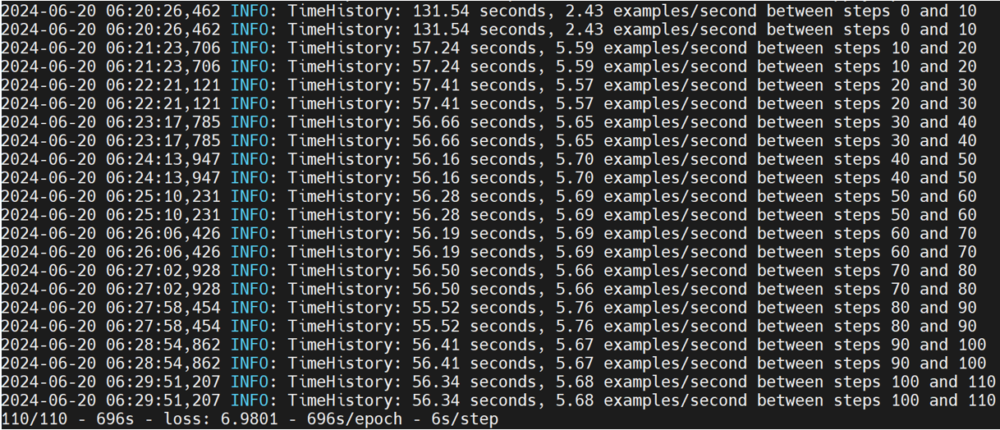 2024-06-20 06:20:26,462 INFO: TimeHistory: 131.54 seconds, 2.43 examples/second between steps 0 and 10
2024-06-20 06:20:26,462 INFO: TimeHistory: 131.54 seconds, 2.43 examples/second between steps 0 and 10
2024-06-20 06:21:23,706 INFO: TimeHistory: 57.24 seconds, 5.59 examples/second between steps 10 and 20
2024-06-20 06:21:23,706 INFO: TimeHistory: 57.24 seconds, 5.59 examples/second between steps 10 and 20
2024-06-20 06:22:21,121 INFO: TimeHistory: 57.41 seconds, 5.57 examples/second between steps 20 and 30
2024-06-20 06:22:21,121 INFO: TimeHistory: 57.41 seconds, 5.57 examples/second between steps 20 and 30
2024-06-20 06:23:17,785 INFO: TimeHistory: 56.66 seconds, 5.65 examples/second between steps 30 and 40
2024-06-20 06:23:17,785 INFO: TimeHistory: 56.66 seconds, 5.65 examples/second between steps 30 and 40
2024-06-20 06:24:13,947 INFO: TimeHistory: 56.16 seconds, 5.70 examples/second between steps 40 and 50
2024-06-20 06:24:13,947 INFO: TimeHistory: 56.16 seconds, 5.70 examples/second between steps 40 and 50
2024-06-20 06:25:10,231 INFO: TimeHistory: 56.28 seconds, 5.69 examples/second between steps 50 and 60
2024-06-20 06:25:10,231 INFO: TimeHistory: 56.28 seconds, 5.69 examples/second between steps 50 and 60
2024-06-20 06:26:06,426 INFO: TimeHistory: 56.19 seconds, 5.69 examples/second between steps 60 and 70
2024-06-20 06:26:06,426 INFO: TimeHistory: 56.19 seconds, 5.69 examples/second between steps 60 and 70
2024-06-20 06:27:02,928 INFO: TimeHistory: 56.50 seconds, 5.66 examples/second between steps 70 and 80
2024-06-20 06:27:02,928 INFO: TimeHistory: 56.50 seconds, 5.66 examples/second between steps 70 and 80
2024-06-20 06:27:58,454 INFO: TimeHistory: 55.52 seconds, 5.76 examples/second between steps 80 and 90
2024-06-20 06:27:58,454 INFO: TimeHistory: 55.52 seconds, 5.76 examples/second between steps 80 and 90
2024-06-20 06:28:54,862 INFO: TimeHistory: 56.41 seconds, 5.67 examples/second between steps 90 and 100
2024-06-20 06:28:54,862 INFO: TimeHistory: 56.41 seconds, 5.67 examples/second between steps 90 and 100
2024-06-20 06:29:51,207 INFO: TimeHistory: 56.34 seconds, 5.68 examples/second between steps 100 and 110
2024-06-20 06:29:51,207 INFO: TimeHistory: 56.34 seconds, 5.68 examples/second between steps 100 and 110
110/110 - 696s - loss: 6.9801 - 696s/epoch - 6s/step